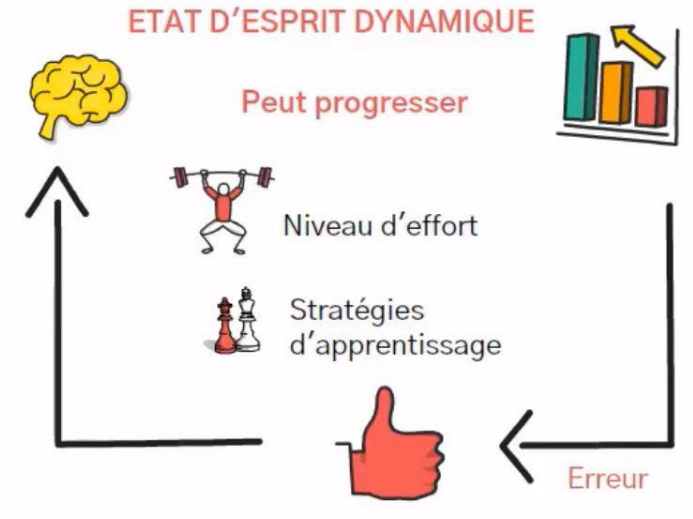 ETAT D'ESPRIT DYNAMIQUE
Peut progresser
Niveau d'effort
Stratégies
d'apprentissage
Erreur